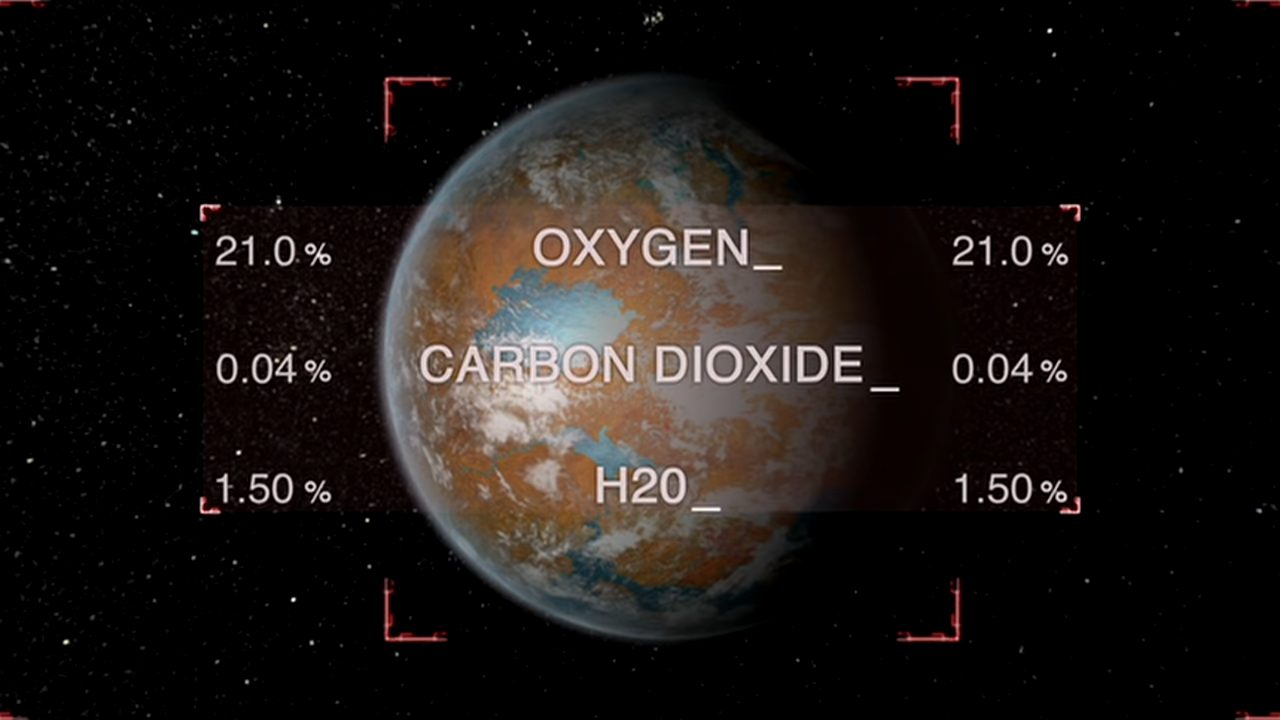 21.0 % OXYGEN_ 21.0 %
0.04 % CARBON DIOXIDE_ 0.04 %
1.50 % H20_ 1.50 %